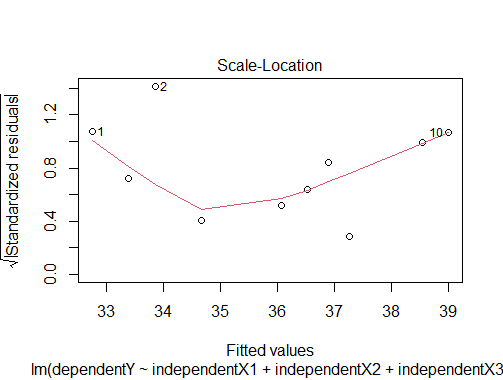 Scale-Location
√|Standardized residuals|
0.0 0.4 0.8 1.2
1
2
10
33 34 35 36 37 38 39
Fitted values
lm(dependentY ~ independentX1 + independentX2 + independentX3